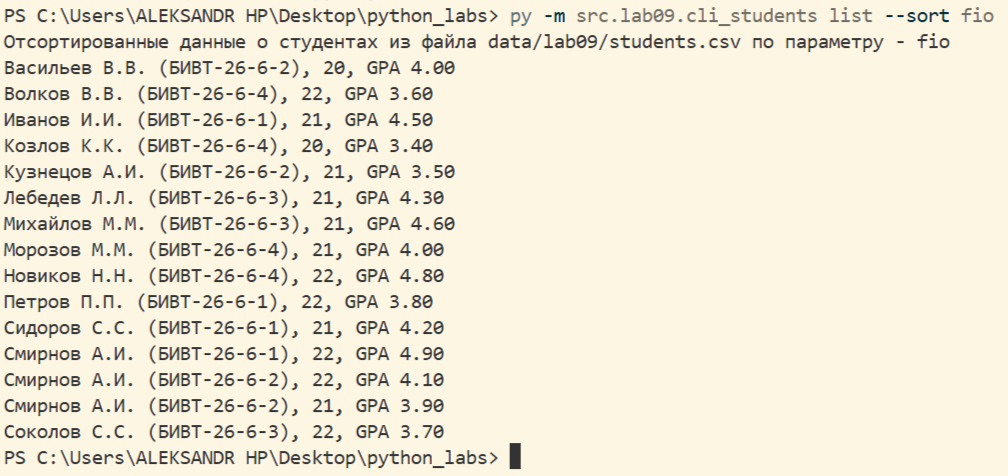 PS C:\Users\ALEKSANDR HP\Desktop\python_labs> py -m src.lab09.cli_students list --sort fio
Отсортированные данные о студентах из файла data/lab09/students.csv по параметру - fio
Васильев В.В. (БИВТ-26-6-2), 20, GPA 4.00
Волков В.В. (БИВТ-26-6-4), 22, GPA 3.60
Иванов И.И. (БИВТ-26-6-1), 21, GPA 4.50
Козлов К.К. (БИВТ-26-6-4), 20, GPA 3.40
Кузнецов А.И. (БИВТ-26-6-2), 21, GPA 3.50
Лебедев Л.Л. (БИВТ-26-6-3), 21, GPA 4.30
Михайлов М.М. (БИВТ-26-6-3), 21, GPA 4.60
Морозов М.М. (БИВТ-26-6-4), 21, GPA 4.00
Новиков Н.Н. (БИВТ-26-6-4), 22, GPA 4.80
Петров П.П. (БИВТ-26-6-1), 22, GPA 3.80
Сидоров С.С. (БИВТ-26-6-1), 21, GPA 4.20
Смирнов А.И. (БИВТ-26-6-1), 22, GPA 4.90
Смирнов А.И. (БИВТ-26-6-2), 22, GPA 4.10
Смирнов А.И. (БИВТ-26-6-2), 21, GPA 3.90
Соколов С.С. (БИВТ-26-6-3), 22, GPA 3.70
PS C:\Users\ALEKSANDR HP\Desktop\python_labs>